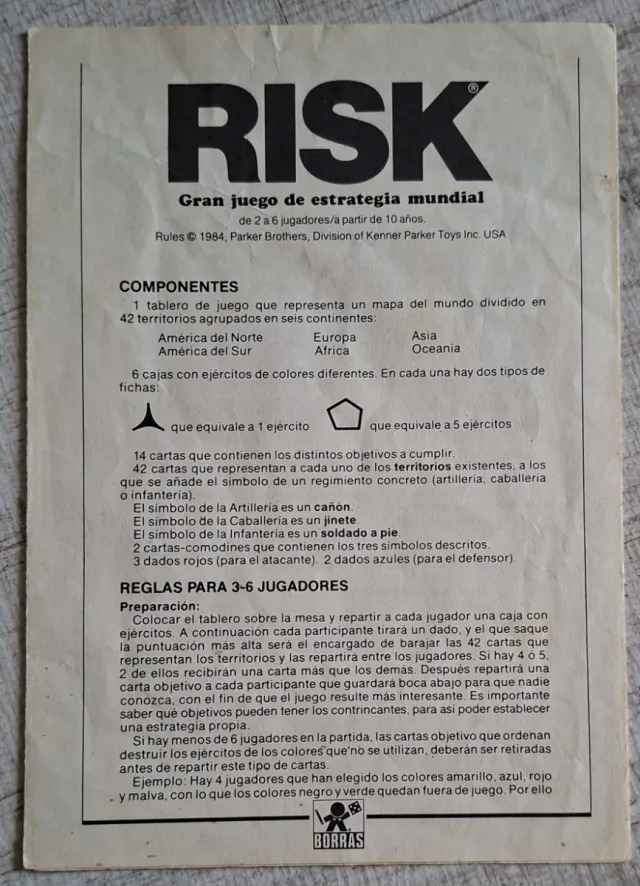 RISK®
Gran juego de estrategia mundial
de 2 a 6 jugadores/a partir de 10 años.
Rules © 1984, Parker Brothers, Division of Kenner Parker Toys Inc. USA
COMPONENTES
1 tablero de juego que representa un mapa del mundo dividido en
42 territorios agrupados en seis continentes:
América del Norte Europa Asia
América del Sur Africa Oceanía
6 cajas con ejércitos de colores diferentes. En cada una hay dos tipos de
fichas:
que equivale a 1 ejército que equivale a 5 ejércitos
14 cartas que contienen los distintos objetivos a cumplir.
42 cartas que representan a cada uno de los territorios existentes, a los
que se añade el símbolo de un regimiento concreto (artillería, caballería
o infantería).
El símbolo de la Artillería es un cañón.
El símbolo de la Caballería es un jinete.
El símbolo de la Infantería es un soldado a pie.
2 cartas-comodines que contienen los tres símbolos descritos.
3 dados rojos (para el atacante). 2 dados azules (para el defensor).
REGLAS PARA 3-6 JUGADORES
Preparación:
Colocar el tablero sobre la mesa y repartir a cada jugador una caja con
ejércitos. A continuación cada participante tirará un dado, y el que saque
la puntuación más alta será el encargado de barajar las 42 cartas que
representan los territorios y las repartirá entre los jugadores. Si hay 4 ó 5,
2 de ellos recibirán una carta más que los demás. Después repartirá una
carta objetivo a cada participante que guardará boca abajo para que nadie
conozca, con el fin de que el juego resulte más interesante. Es importante
saber qué objetivos pueden tener los contrincantes, para así poder establecer
una estrategia propia.
Si hay menos de 6 jugadores en la partida, las cartas objetivo que ordenan
destruir los ejércitos de los colores que no se utilizan, deberán ser retiradas
antes de repartir este tipo de cartas.
Ejemplo: Hay 4 jugadores que han elegido los colores amarillo, azul, rojo
y malva, con lo que los colores negro y verde quedan fuera de juego. Por ello
BORRÁS